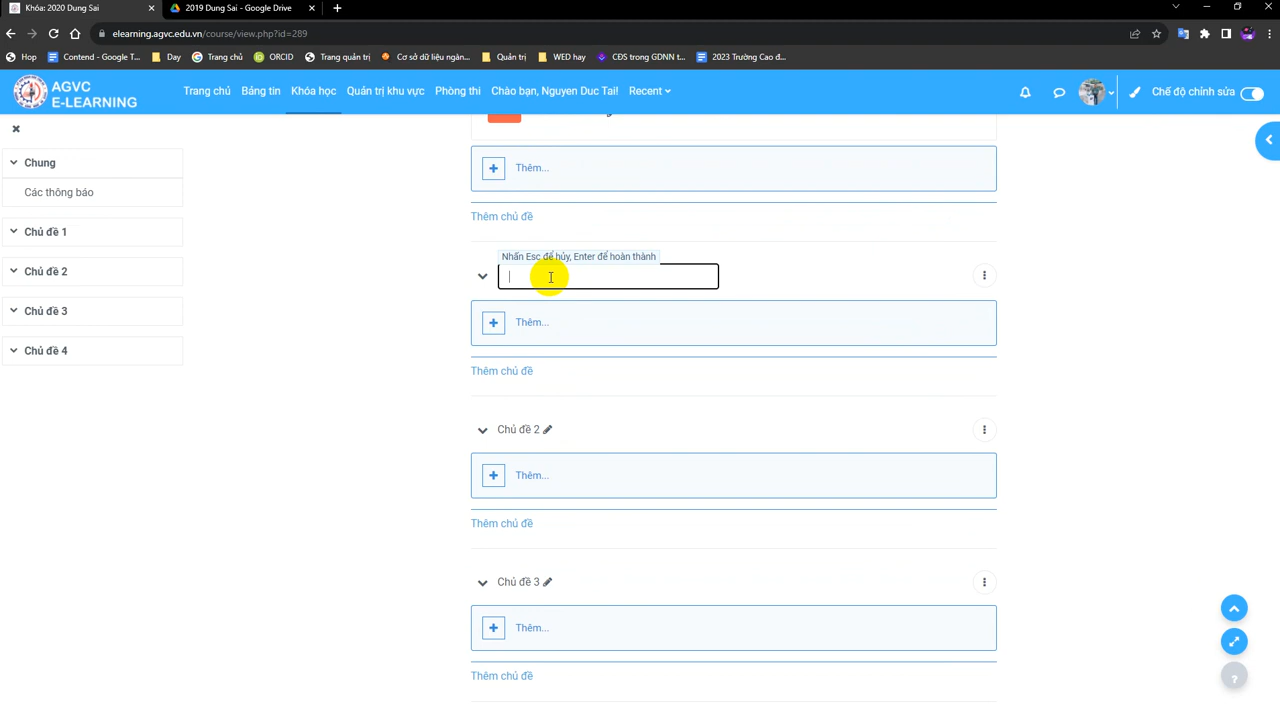 Khóa: 2020 Dung Sai
2019 Dung Sai - Google Drive
elearning.agvc.edu.vn/course/view.php?id=289
Hop
Contend - Google T...
Day
Trang chủ
ORCID
Trang quản trị
Cơ sở dữ liệu ngàn...
Quản trị
WED hay
CĐS trong GDNN t...
2023 Trường Cao đ...
AGVC
E-LEARNING
Trang chủ
Bảng tin
Khóa học
Quản trị khu vực
Phòng thi
Chào bạn, Nguyen Duc Tai!
Recent
Chế độ chỉnh sửa
Chung
Các thông báo
Chủ đề 1
Chủ đề 2
Chủ đề 3
Chủ đề 4
Thêm...
Thêm chủ đề
Nhấn Esc để hủy, Enter để hoàn thành
Thêm...
Thêm chủ đề
Chủ đề 2
Thêm...
Thêm chủ đề
Chủ đề 3
Thêm...
Thêm chủ đề